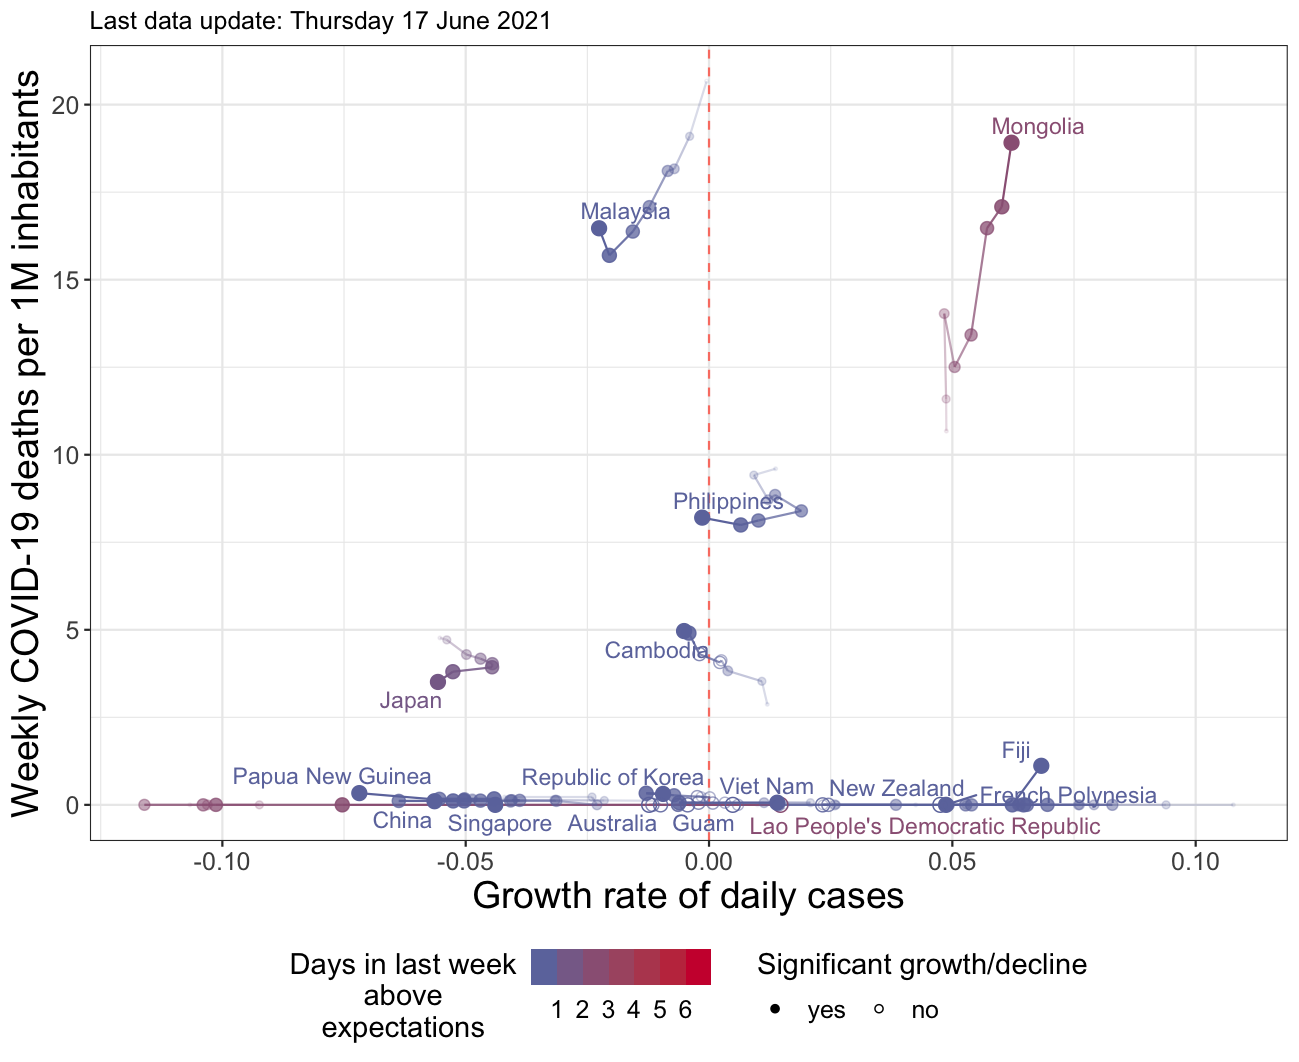 Last data update: Thursday 17 June 2021
Weekly COVID-19 deaths per 1M inhabitants
20
15
10
5
0
Mongolia
Malaysia
Philippines
Cambodia
Japan
Fiji
Papua New Guinea
Republic of Korea
Viet Nam
New Zealand
French Polynesia
China
Singapore
Australia
Guam
Lao People's Democratic Republic
-0.10
-0.05
0.00
0.05
0.10
Growth rate of daily cases
Days in last week
above
expectations
1 2 3 4 5 6
Significant growth/decline
yes
no